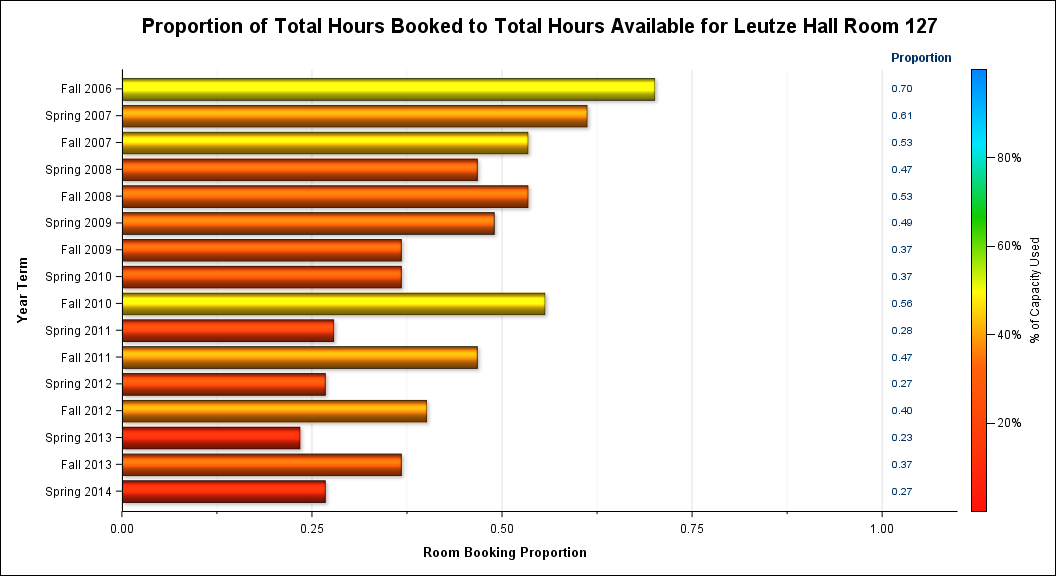 Proportion of Total Hours Booked to Total Hours Available for Leutze Hall Room 127
Proportion
Fall 2006 0.70
Spring 2007 0.61
Fall 2007 0.53
Spring 2008 0.47
Fall 2008 0.53
Spring 2009 0.49
Fall 2009 0.37
Spring 2010 0.37
Fall 2010 0.56
Spring 2011 0.28
Fall 2011 0.47
Spring 2012 0.27
Fall 2012 0.40
Spring 2013 0.23
Fall 2013 0.37
Spring 2014 0.27
Year Term
0.00 0.25 0.50 0.75 1.00
Room Booking Proportion
80%
60%
40%
20%
% of Capacity Used